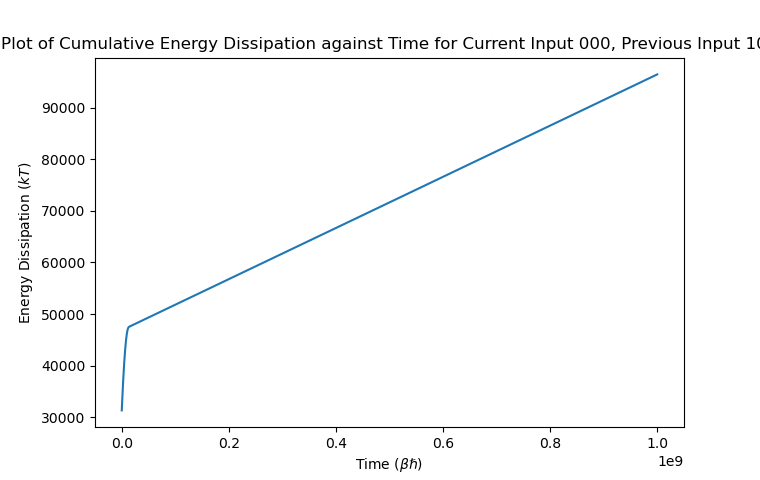 Plot of Cumulative Energy Dissipation against Time for Current Input 000, Previous Input 10
90000
80000
70000
60000
50000
40000
30000
Energy Dissipation (kT)
0.0 0.2 0.4 0.6 0.8 1.0
1e9
Time (βℏ)